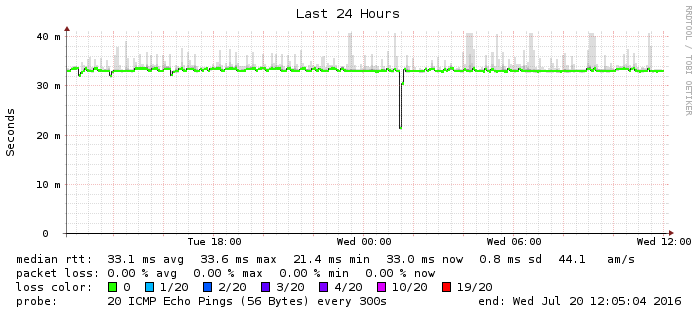 Last 24 Hours
RRDTOOL / TOBI OETIKER
Seconds
40 m
30 m
20 m
10 m
0
Tue 18:00 Wed 00:00 Wed 06:00 Wed 12:00
median rtt: 33.1 ms avg 33.6 ms max 21.4 ms min 33.0 ms now 0.8 ms sd 44.1 am/s
packet loss: 0.00 % avg 0.00 % max 0.00 % min 0.00 % now
loss color: 0 1/20 2/20 3/20 4/20 10/20 19/20
probe: 20 ICMP Echo Pings (56 Bytes) every 300s end: Wed Jul 20 12:05:04 2016